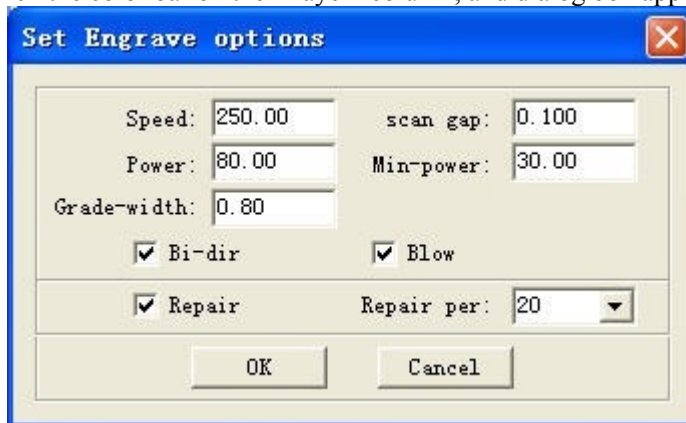 Set Engrave options
Speed: 250.00 scan gap: 0.100
Power: 80.00 Min-power: 30.00
Grade-width: 0.80
Bi-dir Blow
Repair Repair per: 20
OK Cancel